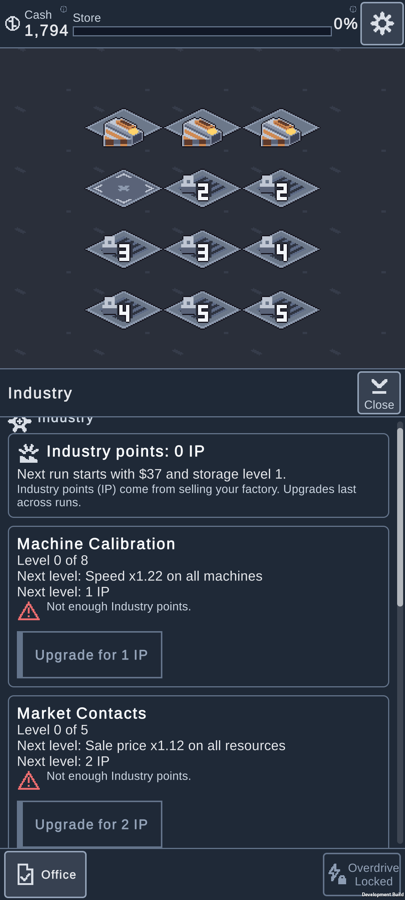 Cash
1,794
Store
0%
2
2
3
3
4
4
5
5
Industry
Close
Industry
Industry points: 0 IP
Next run starts with $37 and storage level 1.
Industry points (IP) come from selling your factory. Upgrades last
across runs.
Machine Calibration
Level 0 of 8
Next level: Speed x1.22 on all machines
Next level: 1 IP
Not enough Industry points.
Upgrade for 1 IP
Market Contacts
Level 0 of 5
Next level: Sale price x1.12 on all resources
Next level: 2 IP
Not enough Industry points.
Upgrade for 2 IP
Office
Overdrive
Locked
Development Build